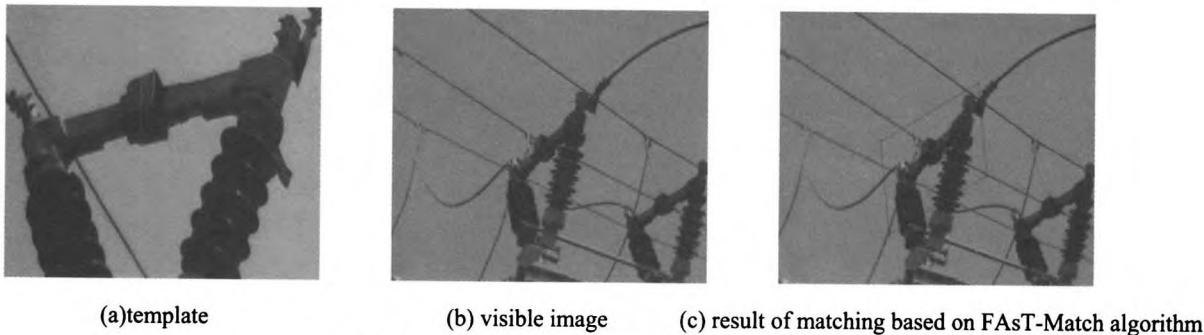 (a)template
(b) visible image
(c) result of matching based on FAsT-Match algorithm